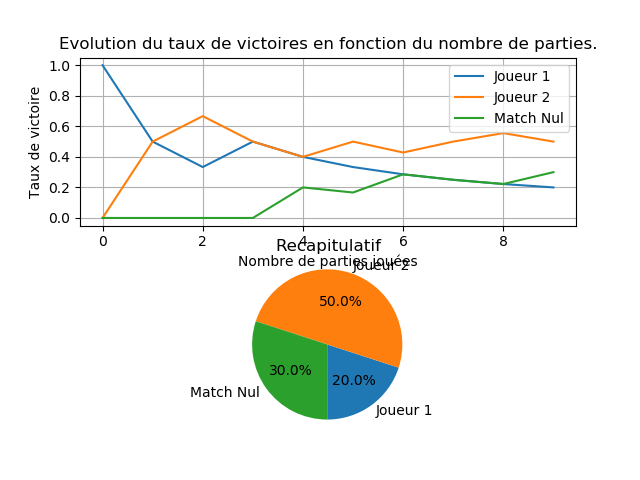 Evolution du taux de victoires en fonction du nombre de parties.
Taux de victoire
1.0
0.8
0.6
0.4
0.2
0.0
Joueur 1
Joueur 2
Match Nul
0 2 4 6 8
Nombre de parties jouées
Recapitulatif
Joueur 2
50.0%
30.0%
20.0%
Match Nul
Joueur 1